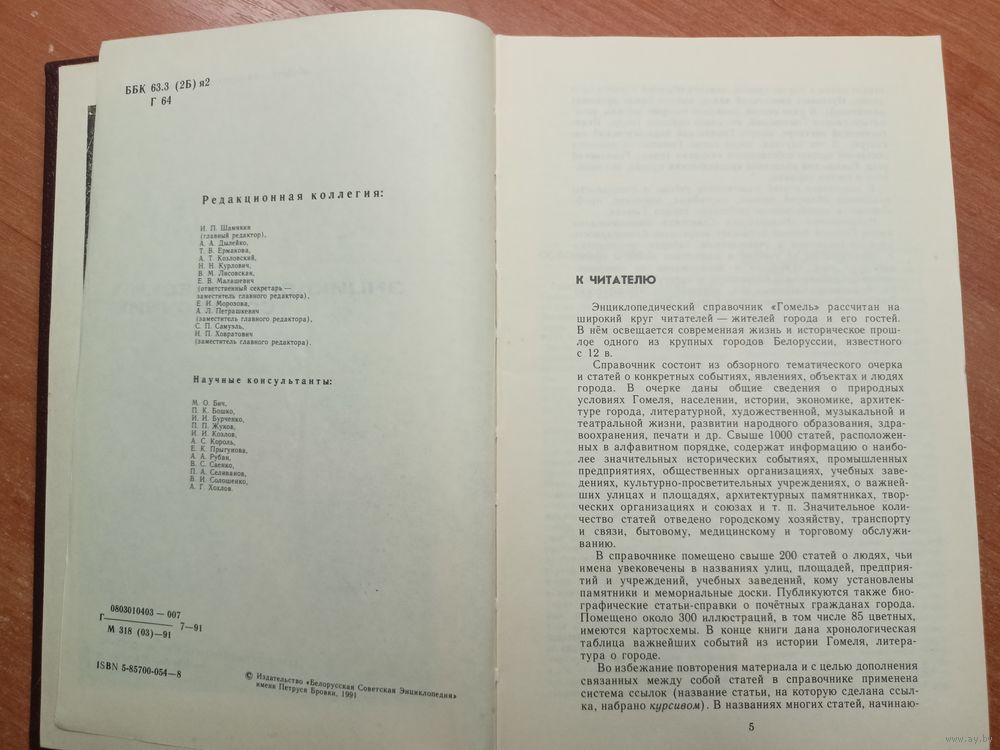 ББК 63.3 (2Б) я2
Г 64
Редакционная коллегия:
И. П. Шамякин
(главный редактор),
А. А. Дылейко,
Т. В. Ермакова,
А. Т. Козловский,
Н. Н. Курлович,
В. М. Лисовская,
Е. В. Малашевич
(ответственный секретарь —
заместитель главного редактора),
Е. И. Морозова,
А. Л. Петрашкевич
(заместитель главного редактора),
С. П. Самуэль,
И. П. Ховратович
(заместитель главного редактора).
Научные консультанты:
М. О. Бич,
П. К. Бошко,
И. И. Бурченко,
П. П. Жуков,
И. И. Козлов,
А. С. Король,
Е. К. Прыгунова,
А. А. Рубан,
В. С. Саенко,
П. А. Селиванов,
В. И. Солошенко,
А. Г. Хохлов.
0803010403 — 007
Г 7—91
М 318 (03)—91
ISBN 5-85700-054—8
© Издательство «Белорусская Советская Энциклопедия»
имени Петруся Бровки, 1991
К ЧИТАТЕЛЮ
Энциклопедический справочник «Гомель» рассчитан на
широкий круг читателей — жителей города и его гостей.
В нём освещается современная жизнь и историческое прош-
лое одного из крупных городов Белоруссии, известного
с 12 в.
Справочник состоит из обзорного тематического очерка
и статей о конкретных событиях, явлениях, объектах и людях
города. В очерке даны общие сведения о природных
условиях Гомеля, населении, истории, экономике, архитек-
туре города, литературной, художественной, музыкальной и
театральной жизни, развитии народного образования, здра-
воохранения, печати и др. Свыше 1000 статей, расположен-
ных в алфавитном порядке, содержат информацию о наибо-
лее значительных исторических событиях, промышленных
предприятиях, общественных организациях, учебных заве-
дениях, культурно-просветительных учреждениях, о важней-
ших улицах и площадях, архитектурных памятниках, твор-
ческих организациях и союзах и т. п. Значительное коли-
чество статей отведено городскому хозяйству, транспорту
и связи, бытовому, медицинскому и торговому обслужи-
ванию.
В справочнике помещено свыше 200 статей о людях, чьи
имена увековечены в названиях улиц, площадей, предприя-
тий и учреждений, учебных заведений, кому установлены
памятники и мемориальные доски. Публикуются также био-
графические статьи-справки о почётных гражданах города.
Помещено около 300 иллюстраций, в том числе 85 цветных,
имеются картосхемы. В конце книги дана хронологическая
таблица важнейших событий из истории Гомеля, литера-
тура о городе.
Во избежание повторения материала и с целью дополнения
связанных между собой статей в справочнике применена
система ссылок (название статьи, на которую сделана ссыл-
ка, набрано курсивом). В названиях многих статей, начинаю-
5
www.ay.by